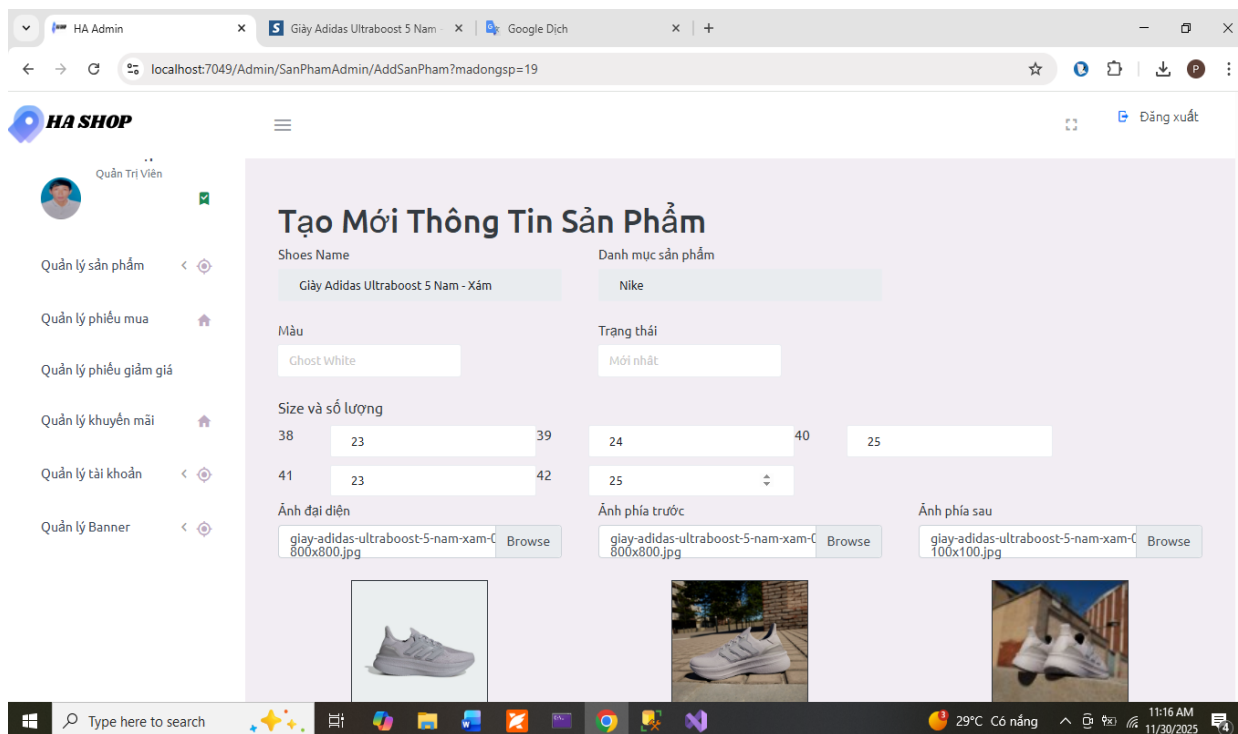 HA Admin
Giày Adidas Ultraboost 5 Nam -
Google Dịch
localhost:7049/Admin/SanPhamAdmin/AddSanPham?madongsp=19
P
HA SHOP
Đăng xuất
Quản Trị Viên
Quản lý sản phẩm
Quản lý phiếu mua
Quản lý phiếu giảm giá
Quản lý khuyến mãi
Quản lý tài khoản
Quản lý Banner
Tạo Mới Thông Tin Sản Phẩm
Shoes Name Danh mục sản phẩm
Giày Adidas Ultraboost 5 Nam - Xám Nike
Màu Trạng thái
Ghost White Mới nhất
Size và số lượng
38 23 39 24 40 25
41 23 42 25
Ảnh đại diện Ảnh phía trước Ảnh phía sau
giay-adidas-ultraboost-5-nam-xam-0 Browse giay-adidas-ultraboost-5-nam-xam-0 Browse giay-adidas-ultraboost-5-nam-xam-0 Browse
800x800.jpg 800x800.jpg 100x100.jpg
Type here to search
29°C Có nắng
11:16 AM
11/30/2025